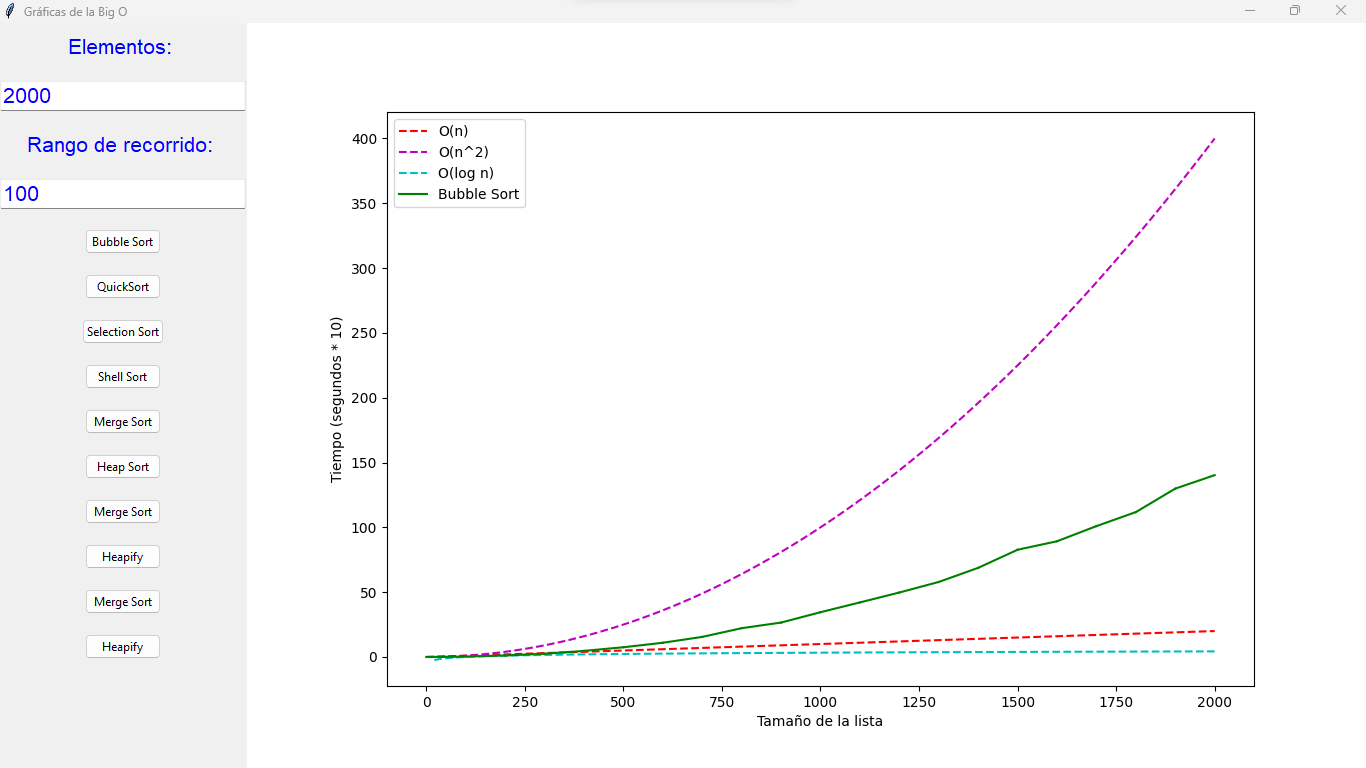 Gráficas de la Big O
Elementos:
2000
Rango de recorrido:
100
Bubble Sort
QuickSort
Selection Sort
Shell Sort
Merge Sort
Heap Sort
Merge Sort
Heapify
Merge Sort
Heapify
O(n)
O(n^2)
O(log n)
Bubble Sort
400
350
300
250
200
150
100
50
0
Tiempo (segundos * 10)
0 250 500 750 1000 1250 1500 1750 2000
Tamaño de la lista